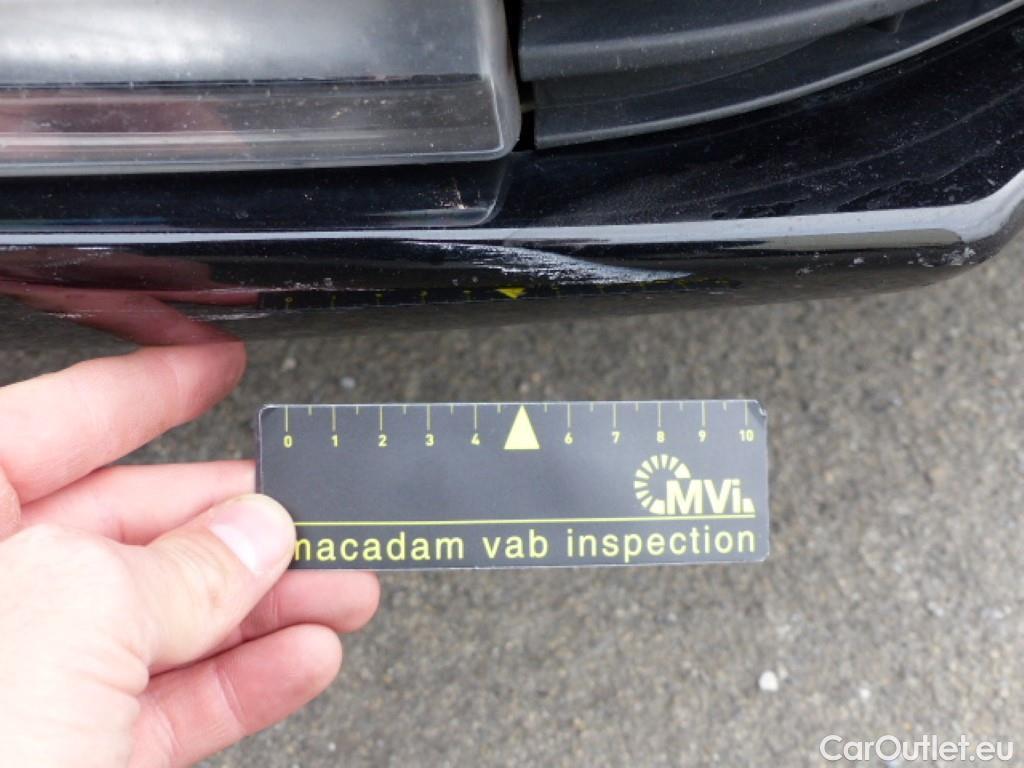 0 1 2 3 4 6 7 8 9 10
MVi
macadam vab inspection
CarOutlet.eu